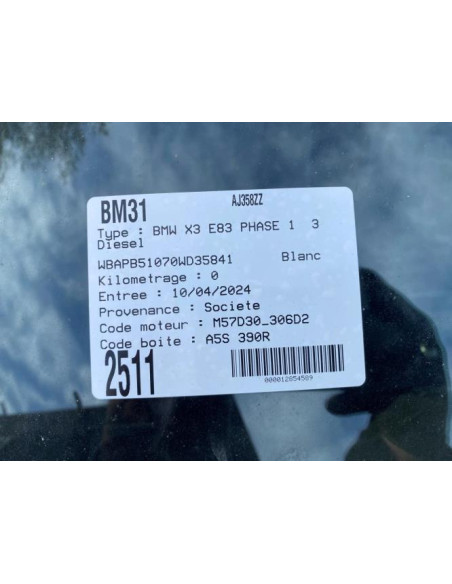 BM31 AJ358ZZ
Type : BMW X3 E83 PHASE 1 3
Diesel
WBAPB51070WD35841 Blanc
Kilometrage : 0
Entree : 10/04/2024
Provenance : Societe
Code moteur : M57D30_306D2
Code boite : A5S 390R
2511
000012854589